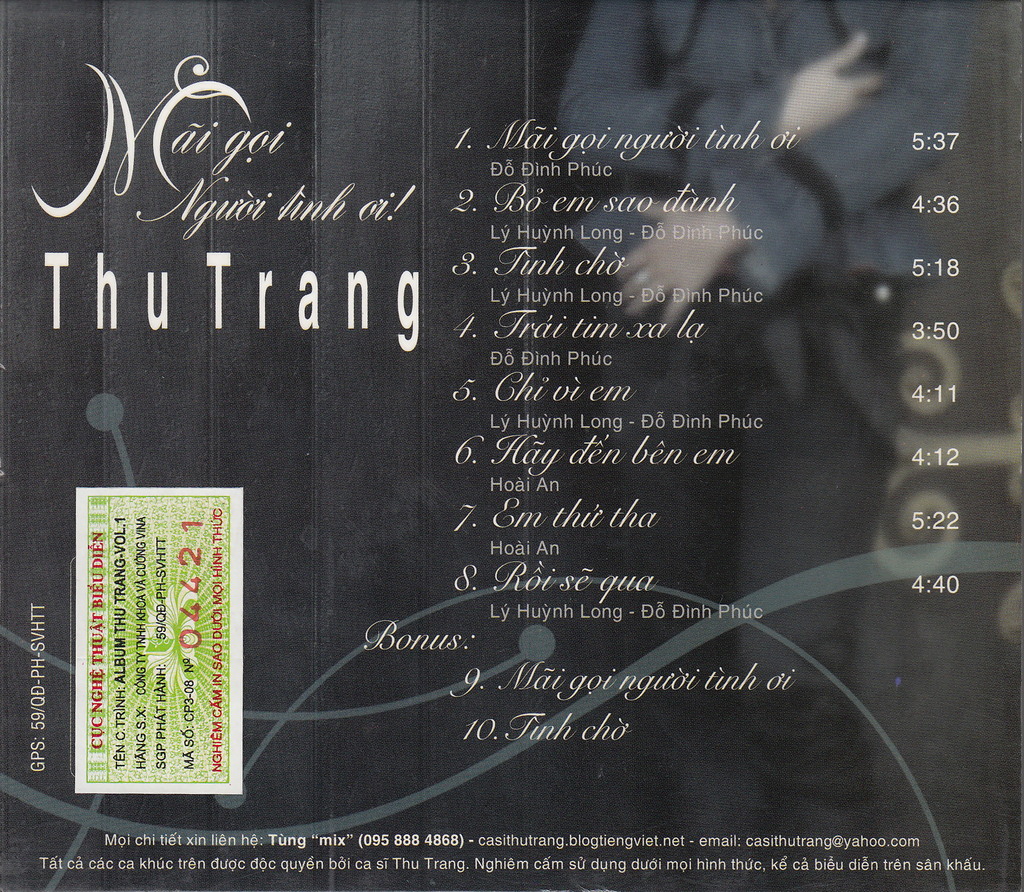 Mãi gọi
Người tình ơi!
Thu Trang
1. Mãi gọi người tình ơi 5:37
Đỗ Đình Phúc
2. Bỏ em sao đành 4:36
Lý Huỳnh Long - Đỗ Đình Phúc
3. Tình chờ 5:18
Lý Huỳnh Long - Đỗ Đình Phúc
4. Trái tim xa lạ 3:50
Đỗ Đình Phúc
5. Chỉ vì em 4:11
Lý Huỳnh Long - Đỗ Đình Phúc
6. Hãy đến bên em 4:12
Hoài An
7. Em thứ tha 5:22
Hoài An
8. Rồi sẽ qua 4:40
Lý Huỳnh Long - Đỗ Đình Phúc
Bonus:
9. Mãi gọi người tình ơi
10. Tình chờ
GPS: 59/QĐ-PH-SVHTT
CỤC NGHỆ THUẬT BIỂU DIỄN
TÊN C.TRÌNH: ALBUM THU TRANG-VOL.1
HÃNG S.X: CÔNG TY TNHH KHOA VÀ CƯỜNG VINA
SGP PHÁT HÀNH: 59/QĐ-PH-SVHTT
MÃ SỐ: CP3-08 Nº 04421
NGHIÊM CẤM IN SAO DƯỚI MỌI HÌNH THỨC
Mọi chi tiết xin liên hệ: Tùng “mix” (095 888 4868) - casithutrang.blogtiengviet.net - email: casithutrang@yahoo.com
Tất cả các ca khúc trên được độc quyền bởi ca sĩ Thu Trang. Nghiêm cấm sử dụng dưới mọi hình thức, kể cả biểu diễn trên sân khấu.